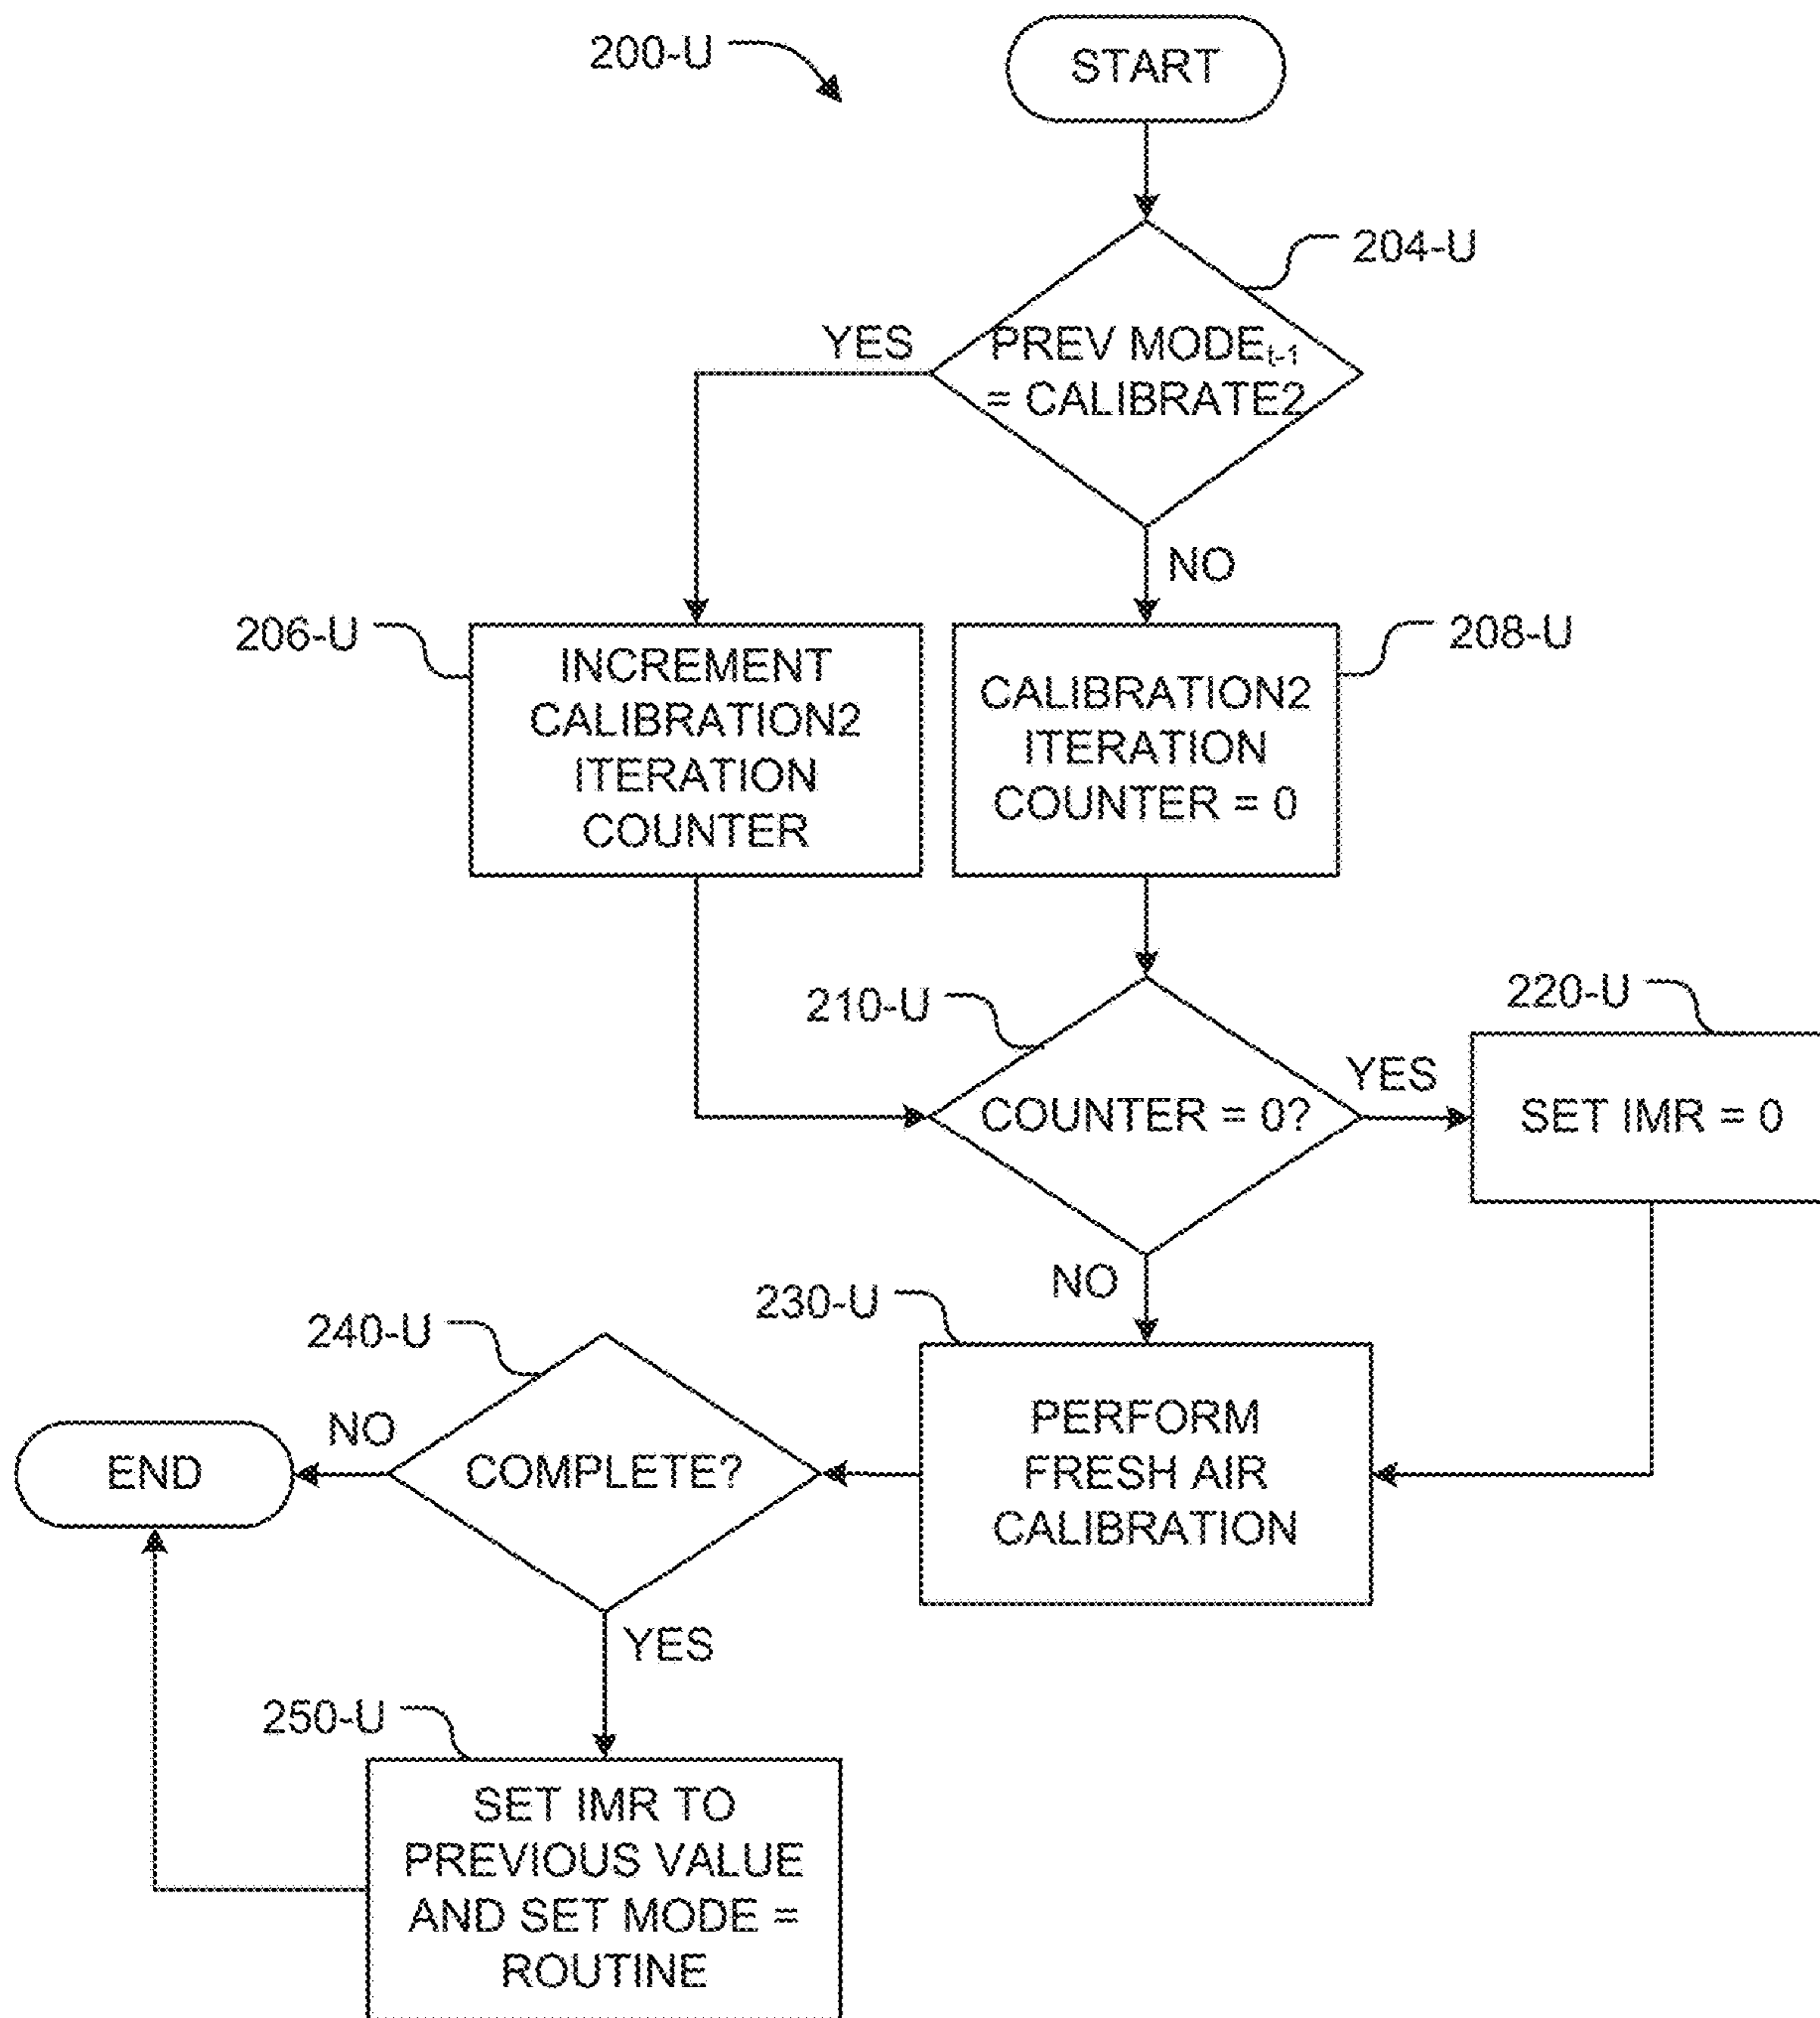 200-U
START
204-U
YES
PREV MODEt-1
= CALIBRATE2
NO
206-U
INCREMENT
CALIBRATION2
ITERATION
COUNTER
208-U
CALIBRATION2
ITERATION
COUNTER = 0
210-U
COUNTER = 0?
YES
220-U
SET IMR = 0
NO
230-U
PERFORM
FRESH AIR
CALIBRATION
240-U
COMPLETE?
NO
END
YES
250-U
SET IMR TO
PREVIOUS VALUE
AND SET MODE =
ROUTINE